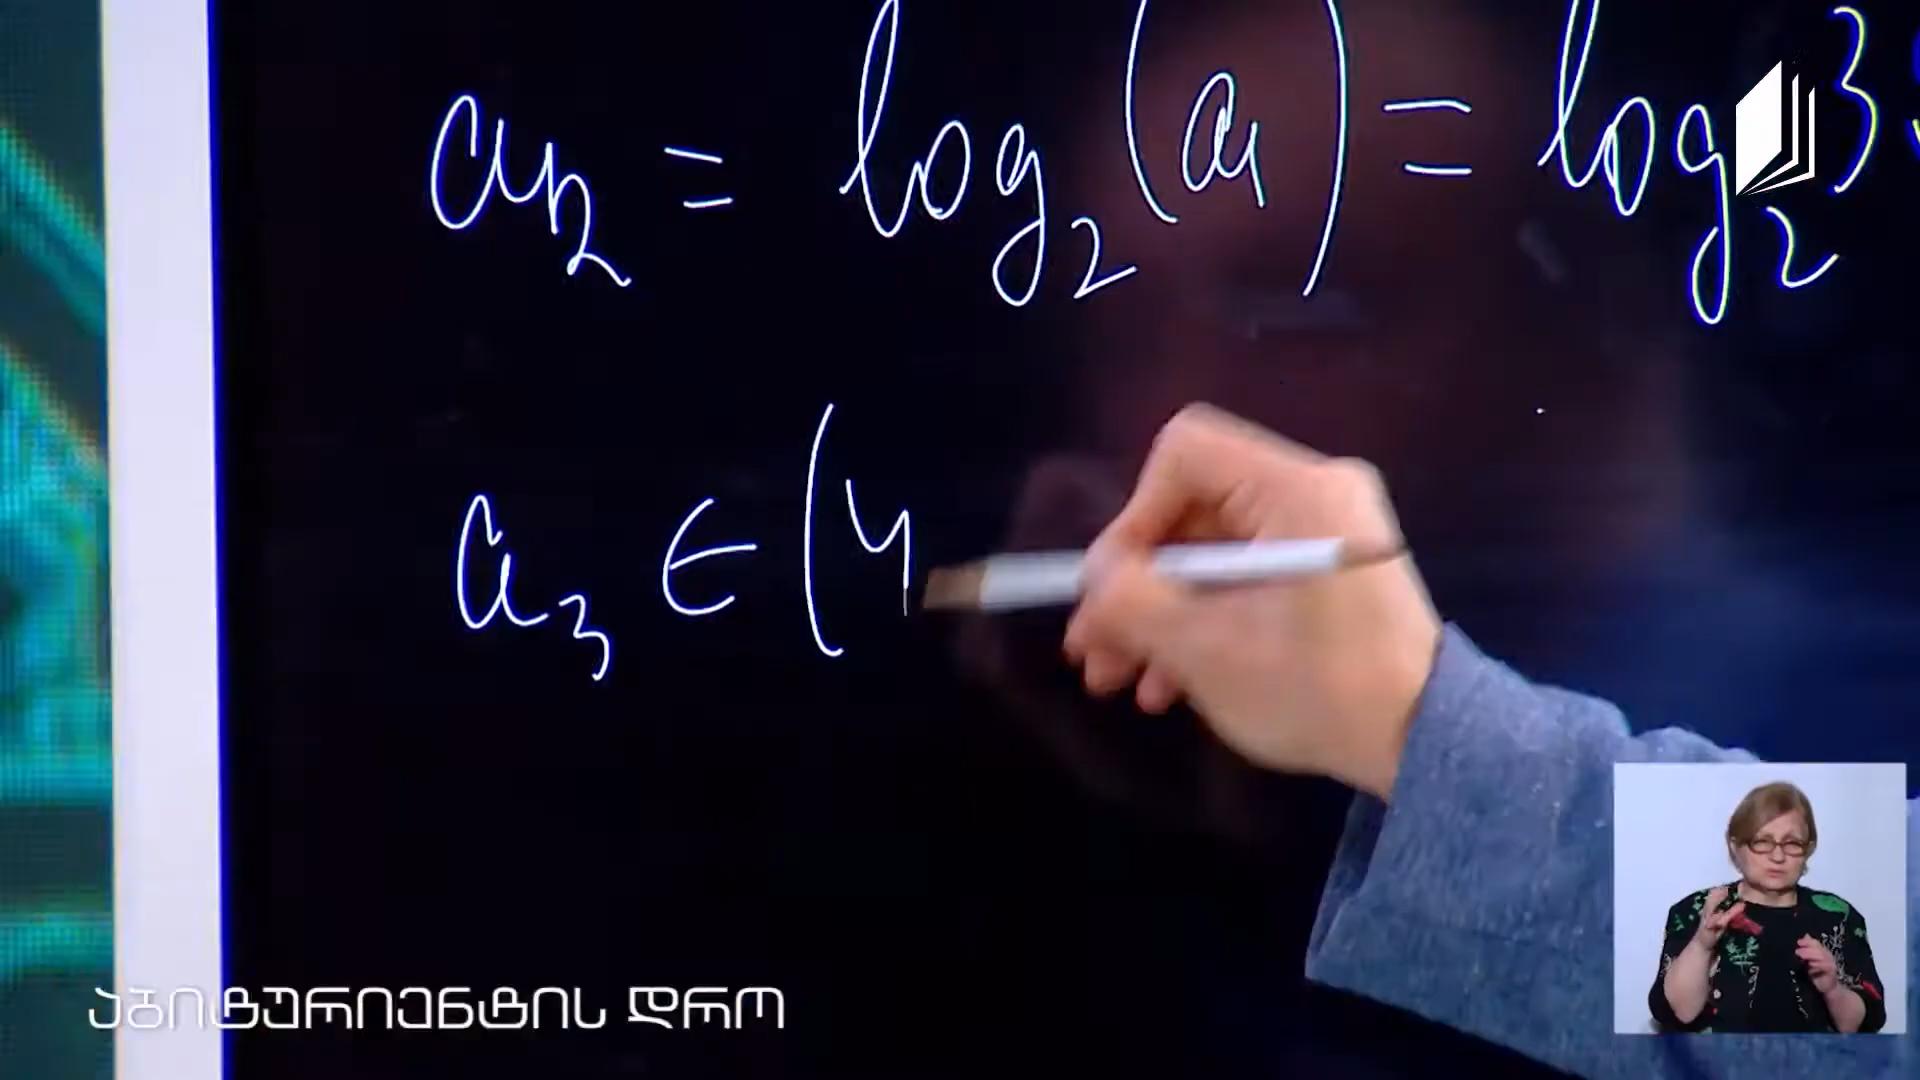 a₂ = log₂(a₁) = log₂3
a₃ ∈ (4
აბიტურიენტის დრო